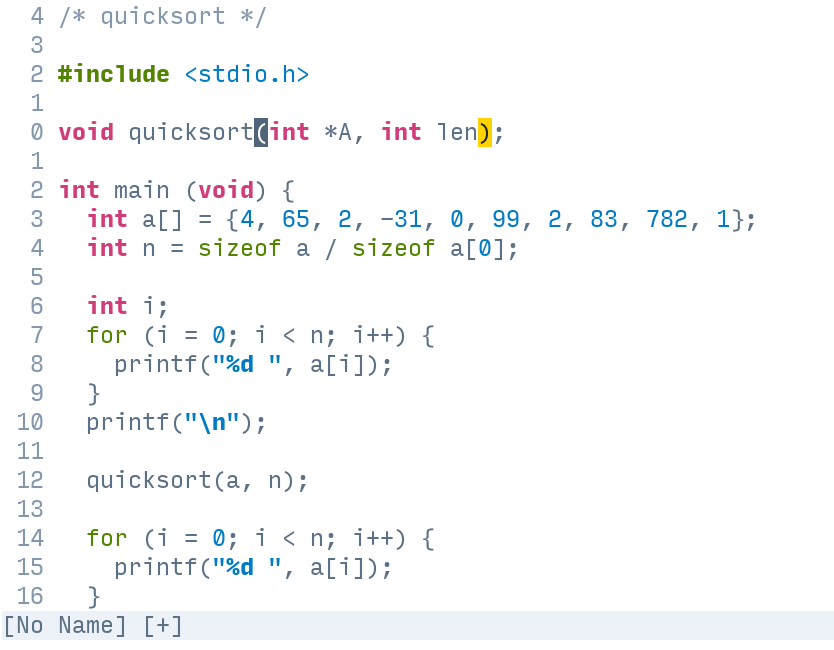 4 /* quicksort */
3
2 #include <stdio.h>
1
0 void quicksort(int *A, int len);
1
2 int main (void) {
3   int a[] = {4, 65, 2, -31, 0, 99, 2, 83, 782, 1};
4   int n = sizeof a / sizeof a[0];
5
6   int i;
7   for (i = 0; i < n; i++) {
8     printf("%d ", a[i]);
9   }
10   printf("\n");
11
12   quicksort(a, n);
13
14   for (i = 0; i < n; i++) {
15     printf("%d ", a[i]);
16   }
[No Name] [+]